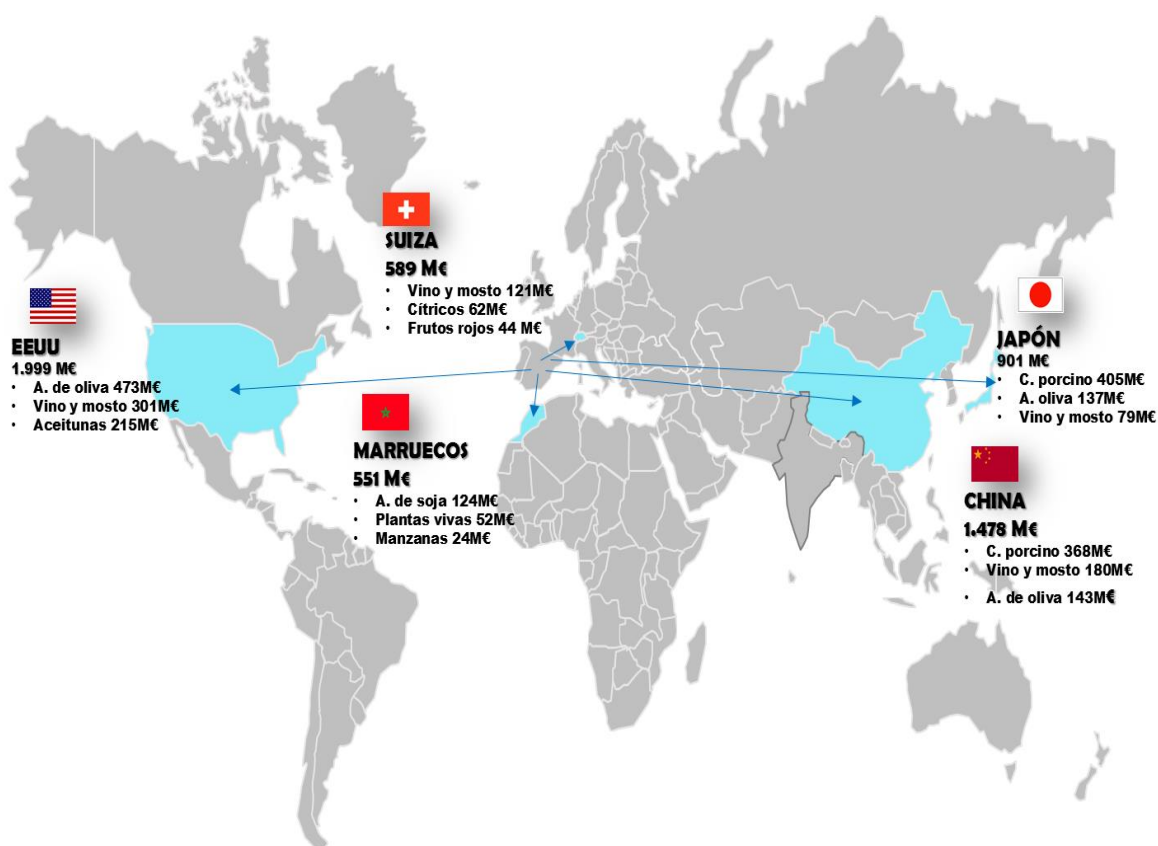 SUIZA
589 M€
• Vino y mosto 121M€
• Cítricos 62M€
• Frutos rojos 44 M€
EEUU
1.999 M€
• A. de oliva 473M€
• Vino y mosto 301M€
• Aceitunas 215M€
MARRUECOS
551 M€
• A. de soja 124M€
• Plantas vivas 52M€
• Manzanas 24M€
JAPÓN
901 M€
• C. porcino 405M€
• A. oliva 137M€
• Vino y mosto 79M€
CHINA
1.478 M€
• C. porcino 368M€
• Vino y mosto 180M€
• A. de oliva 143M€